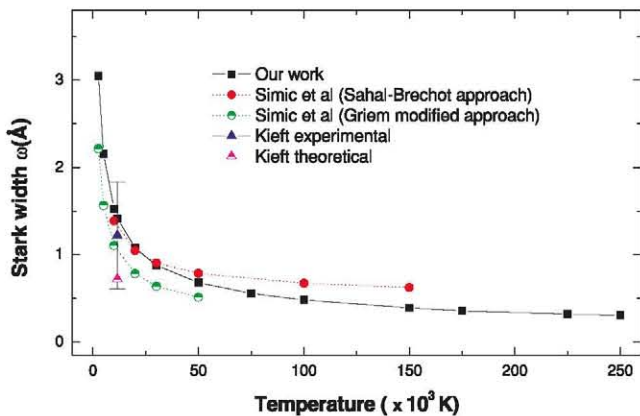 Our work
Simic et al (Sahal-Brechot approach)
Simic et al (Griem modified approach)
Kieft experimental
Kieft theoretical
Stark width ω(Å)
3
2
1
0
0 50 100 150 200 250
Temperature ( x 10³ K)